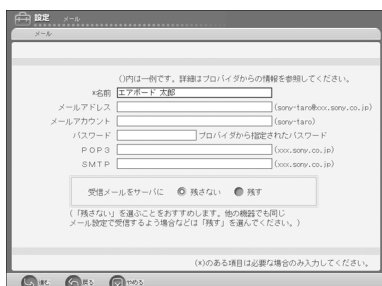 設定 メール
メール
()内は一例です。詳細はプロバイダからの情報を参照してください。
*名前 エアボード 太郎
メールアドレス (sony-taro@xxx.sony.co.jp)
メールアカウント (sony-taro)
パスワード プロバイダから指定されたパスワード
POP3 (xxx.sony.co.jp)
SMTP (xxx.sony.co.jp)
受信メールをサーバに 残さない 残す
(「残さない」を選ぶことをおすすめします。他の機器でも同じ
メール設定で受信するよう場合などは「残す」を選んでください。)
(*)のある項目は必要な場合のみ入力してください。
進む 戻る やめる